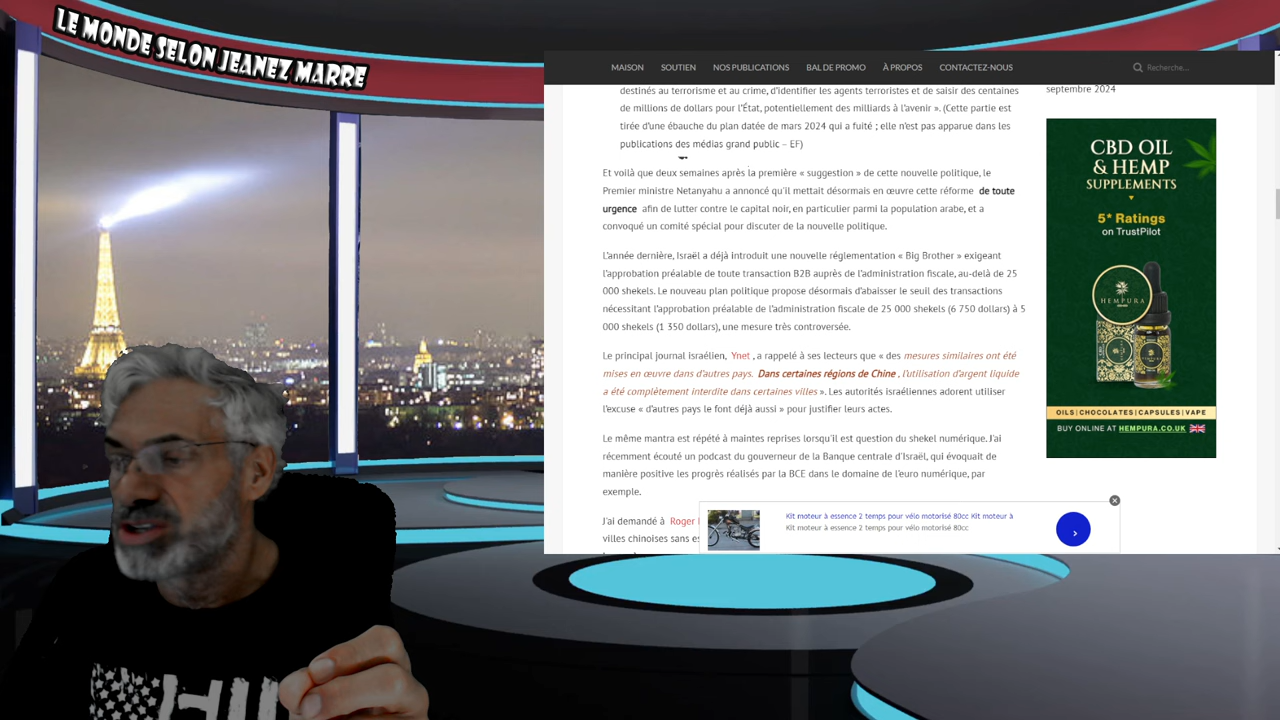 LE MONDE SELON JEANEZ MARRE
MAISON SOUTIEN NOS PUBLICATIONS BAL DE PROMO À PROPOS CONTACTEZ-NOUS Recherche...
destinés au terrorisme et au crime, d'identifier les agents terroristes et de saisir des centaines
de millions de dollars pour l'État, potentiellement des milliards à l'avenir ». (Cette partie est
tirée d'une ébauche du plan datée de mars 2024 qui a fuité ; elle n'est pas apparue dans les
publications des médias grand public – EF)
Et voilà que deux semaines après la première « suggestion » de cette nouvelle politique, le
Premier ministre Netanyahu a annoncé qu'il mettait désormais en œuvre cette réforme de toute
urgence afin de lutter contre le capital noir, en particulier parmi la population arabe, et a
convoqué un comité spécial pour discuter de la nouvelle politique.
L'année dernière, Israël a déjà introduit une nouvelle réglementation « Big Brother » exigeant
l'approbation préalable de toute transaction B2B auprès de l'administration fiscale, au-delà de 25
000 shekels. Le nouveau plan politique propose désormais d'abaisser le seuil des transactions
nécessitant l'approbation préalable de l'administration fiscale de 25 000 shekels (6 750 dollars) à 5
000 shekels (1 350 dollars), une mesure très controversée.
Le principal journal israélien, Ynet , a rappelé à ses lecteurs que « des mesures similaires ont été
mises en œuvre dans d'autres pays. Dans certaines régions de Chine , l'utilisation d'argent liquide
a été complètement interdite dans certaines villes ». Les autorités israéliennes adorent utiliser
l'excuse « d'autres pays le font déjà aussi » pour justifier leurs actes.
Le même mantra est répété à maintes reprises lorsqu'il est question du shekel numérique. J'ai
récemment écouté un podcast du gouverneur de la Banque centrale d'Israël, qui évoquait de
manière positive les progrès réalisés par la BCE dans le domaine de l'euro numérique, par
exemple.
J'ai demandé à Roger
villes chinoises sans
septembre 2024
CBD OIL
& HEMP
SUPPLEMENTS
5* Ratings
on TrustPilot
HEMPURA
OILS | CHOCOLATES | CAPSULES | VAPE
BUY ONLINE AT HEMPURA.CO.UK
Kit moteur à essence 2 temps pour vélo motorisé 80cc Kit moteur à
Kit moteur à essence 2 temps pour vélo motorisé 80cc